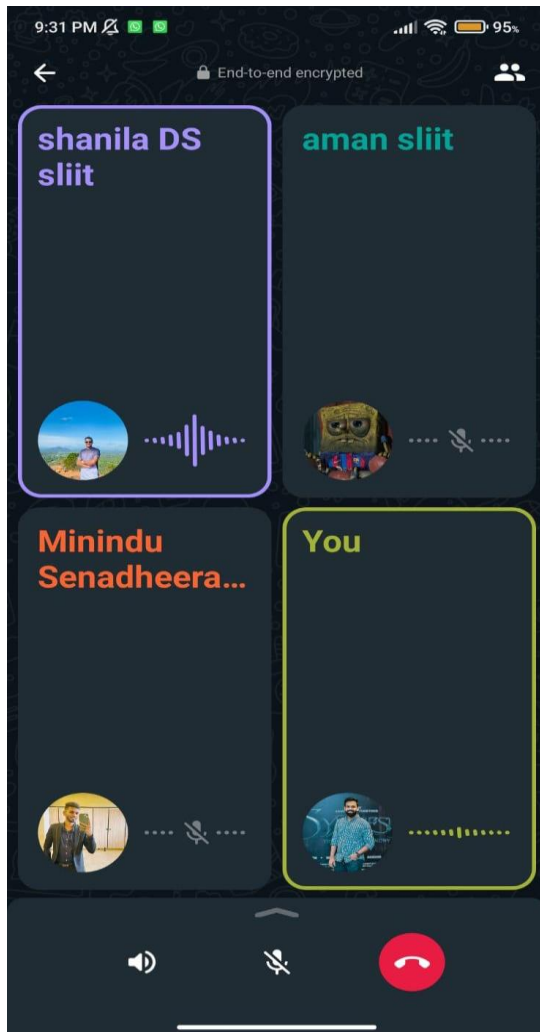 9:31 PM
95%
End-to-end encrypted
shanila DS
sliit
aman sliit
Minindu
Senadheera...
You